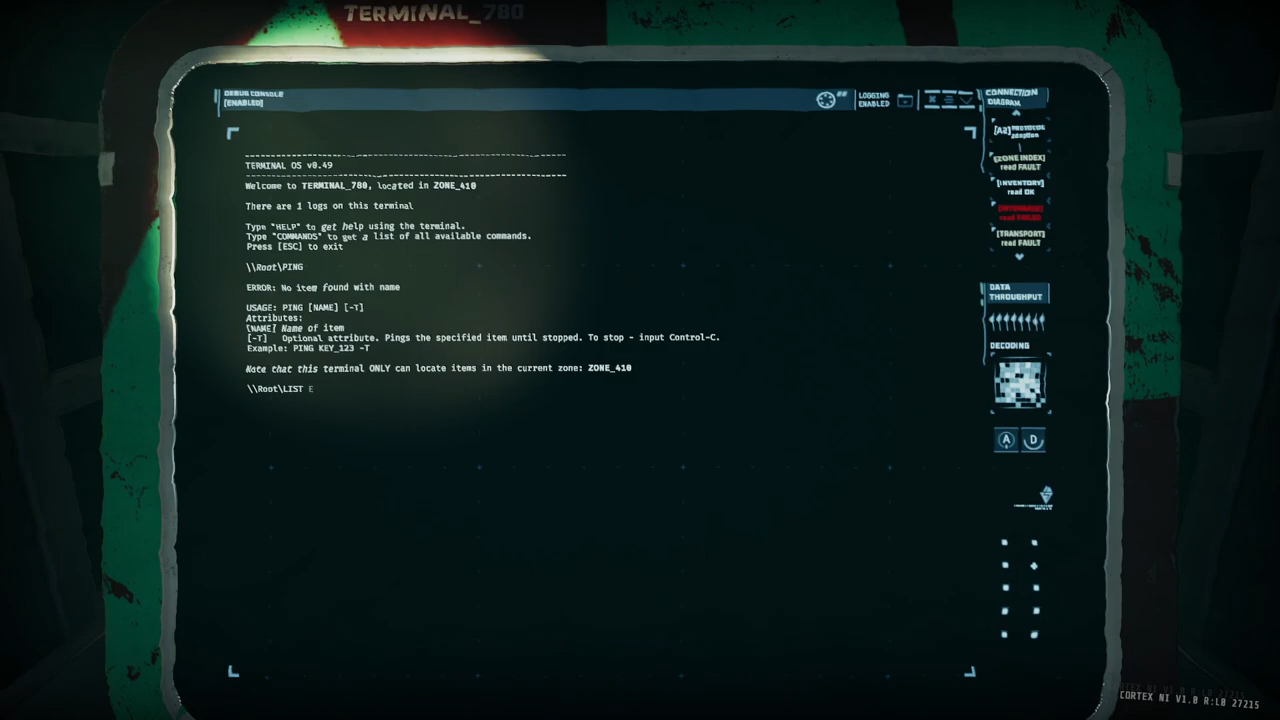 TERMINAL_780
DEBUG CONSOLE
[ENABLED]
LOGGING
ENABLED
CONNECTION
DIAGRAM
[A2] PROTOCOL
adaption
[ZONE INDEX]
read FAULT
[INVENTORY]
read OK
read FAILED
[TRANSPORT]
read FAULT
DATA
THROUGHPUT
DECODING
A D
TERMINAL OS v0.49
Welcome to TERMINAL_780, located in ZONE_410
There are 1 logs on this terminal
Type "HELP" to get help using the terminal.
Type "COMMANDS" to get a list of all available commands.
Press [ESC] to exit
\\Root\PING
ERROR: No item found with name
USAGE: PING [NAME] [-T]
Attributes:
[NAME] Name of item
[-T] Optional attribute. Pings the specified item until stopped. To stop - input Control-C.
Example: PING KEY_123 -T
Note that this terminal ONLY can locate items in the current zone: ZONE_410
\\Root\LIST E
CORTEX NI V1.0 R:L0 27215